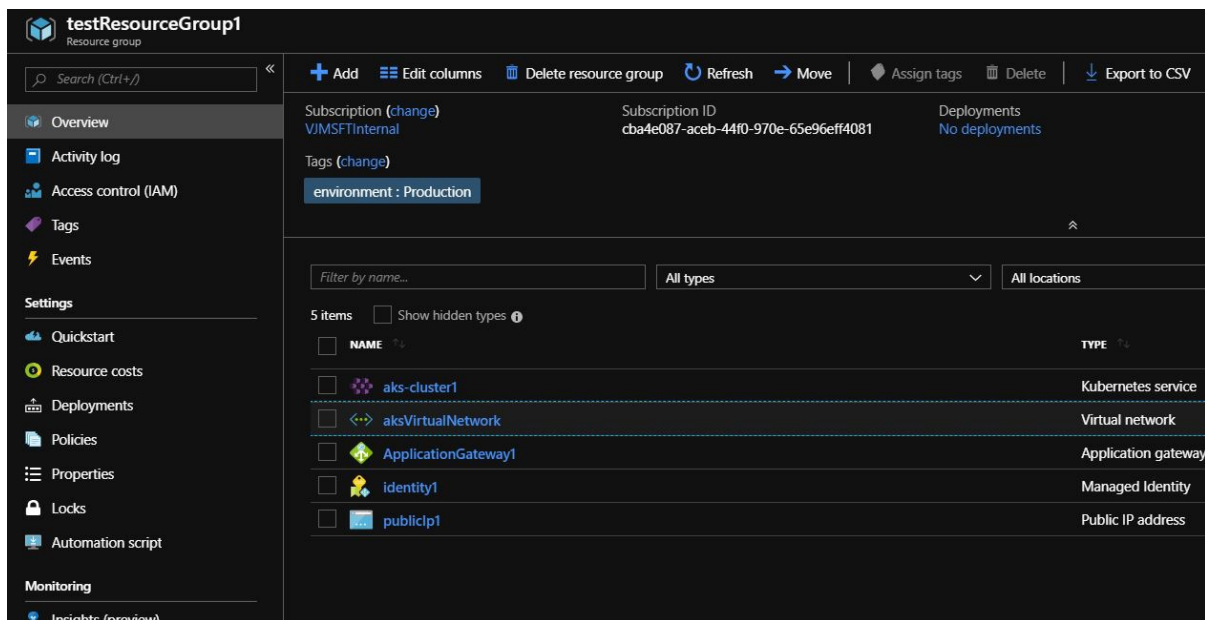 testResourceGroup1
Resource group
Search (Ctrl+/)
«
Overview
Activity log
Access control (IAM)
Tags
Events
Settings
Quickstart
Resource costs
Deployments
Policies
Properties
Locks
Automation script
Monitoring
Insights (preview)
Add Edit columns Delete resource group Refresh Move Assign tags Delete Export to CSV
Subscription (change) Subscription ID Deployments
VJMSFTInternal cba4e087-aceb-44f0-970e-65e96eff4081 No deployments
Tags (change)
environment : Production
Filter by name... All types All locations
5 items Show hidden types
NAME TYPE
aks-cluster1 Kubernetes service
aksVirtualNetwork Virtual network
ApplicationGateway1 Application gateway
identity1 Managed Identity
publicIp1 Public IP address